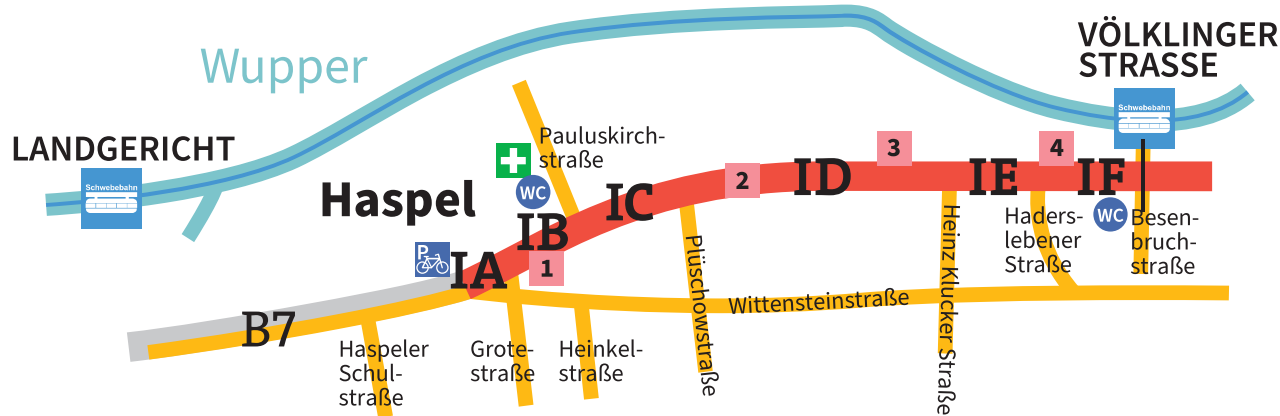 VÖLKLINGER
STRASSE
Wupper
Schwebebahn
LANDGERICHT
Schwebebahn
Pauluskirch-
straße
WC
Haspel
IA
IB
IC
ID
IE
IF
1
2
3
4
P
WC
Haders-
lebener
Straße
Besen-
bruch-
straße
Heinz Klucker Straße
Plüschowstraße
Wittensteinstraße
B7
Haspeler
Schul-
straße
Grote-
straße
Heinkel-
straße